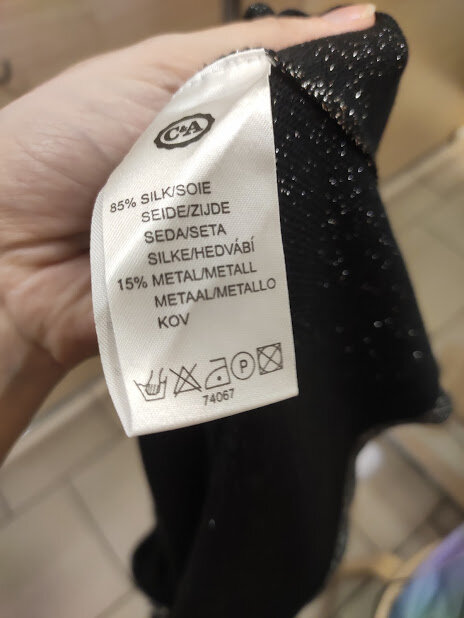 C&A
85% SILK/SOIE
SEIDE/ZIJDE
SEDA/SETA
SILKE/HEDVÁBÍ
15% METAL/METALL
METAAL/METALLO
KOV
P
74067